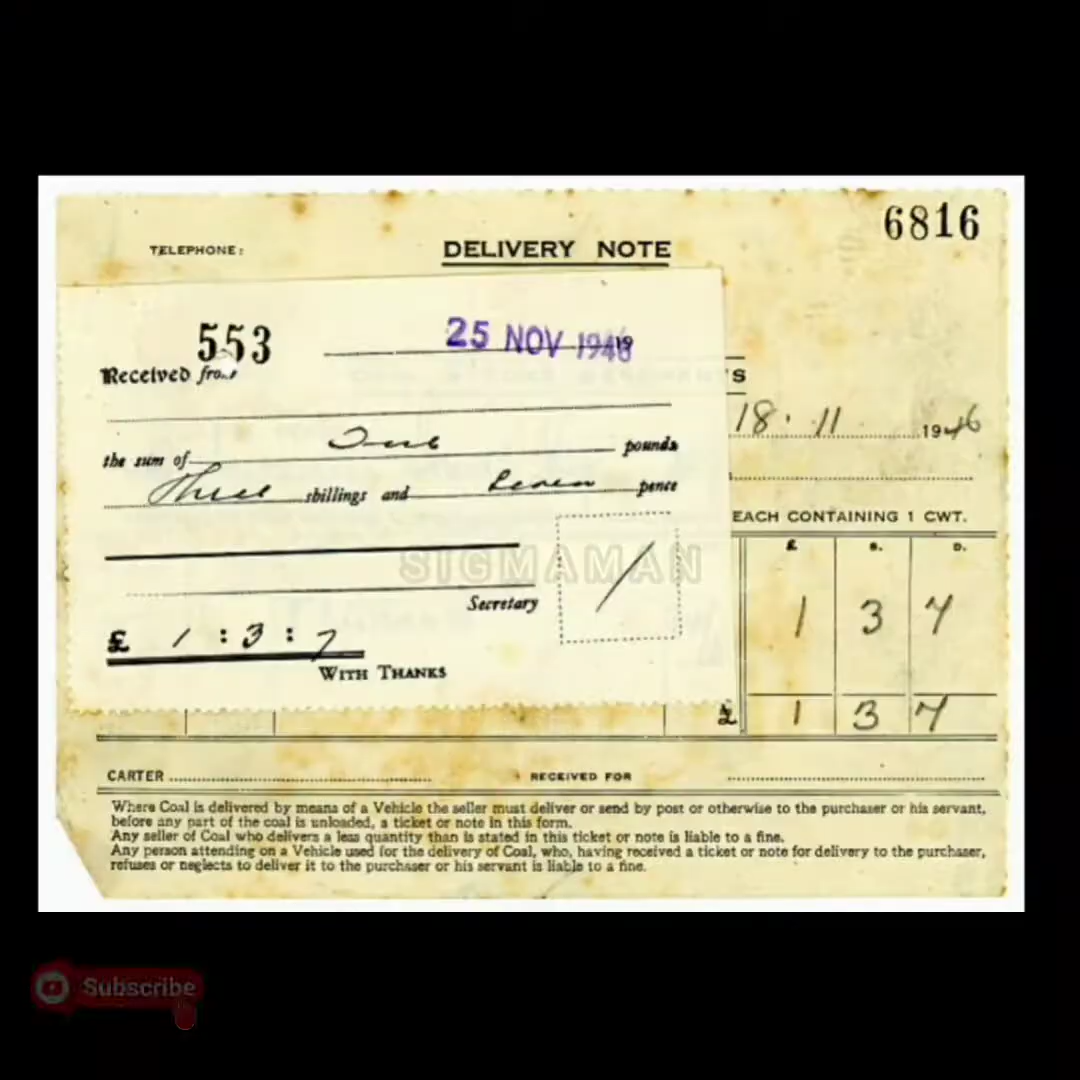 6816
TELEPHONE:
DELIVERY NOTE
553
25 NOV 1946
19
Received from
'S
18 . 11 . 1946
the sum of One pounds
Three shillings and Seven pence
EACH CONTAINING 1 CWT.
£ S. D.
SIGMAMAN
1 3 7
Secretary
£ 1 : 3 : 7
WITH THANKS
£ 1 3 7
CARTER
RECEIVED FOR
Where Coal is delivered by means of a Vehicle the seller must deliver or send by post or otherwise to the purchaser or his servant,
before any part of the coal is unloaded, a ticket or note in this form.
Any seller of Coal who delivers a less quantity than is stated in this ticket or note is liable to a fine.
Any person attending on a Vehicle used for the delivery of Coal, who, having received a ticket or note for delivery to the purchaser,
refuses or neglects to deliver it to the purchaser or his servant is liable to a fine.
Subscribe